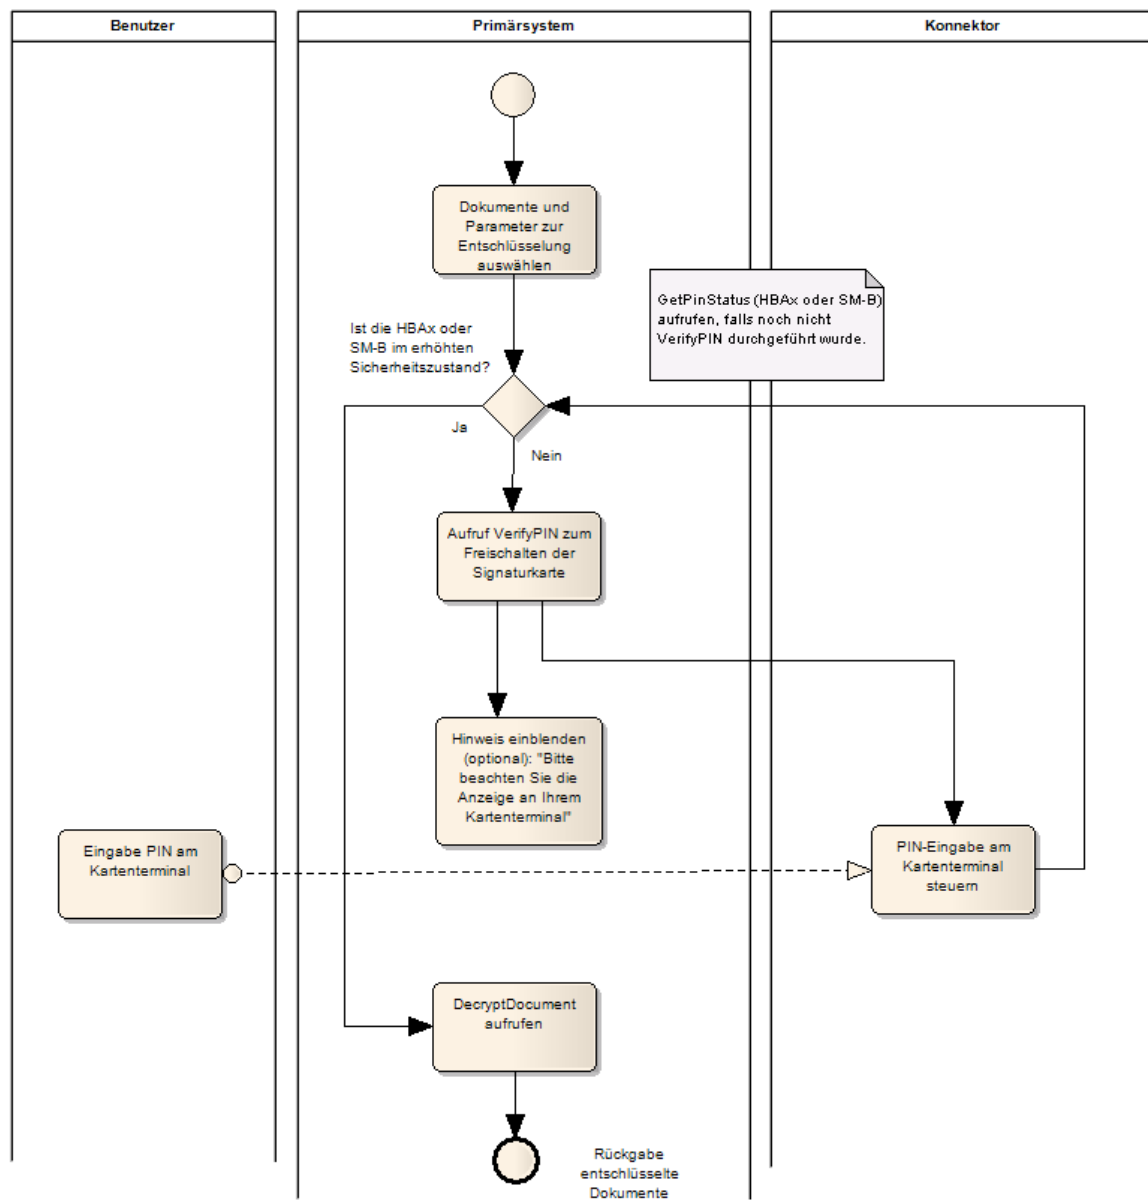 Benutzer
Primärsystem
Konnektor
Dokumente und
Parameter zur
Entschlüsselung
auswählen
GetPinStatus (HBAx oder SM-B)
aufrufen, falls noch nicht
VerifyPIN durchgeführt wurde.
Ist die HBAx oder
SM-B im erhöhten
Sicherheitszustand?
Ja
Nein
Aufruf VerifyPIN zum
Freischalten der
Signaturkarte
Hinweis einblenden
(optional): "Bitte
beachten Sie die
Anzeige an Ihrem
Kartenterminal"
Eingabe PIN am
Kartenterminal
PIN-Eingabe am
Kartenterminal
steuern
DecryptDocument
aufrufen
Rückgabe
entschlüsselte
Dokumente